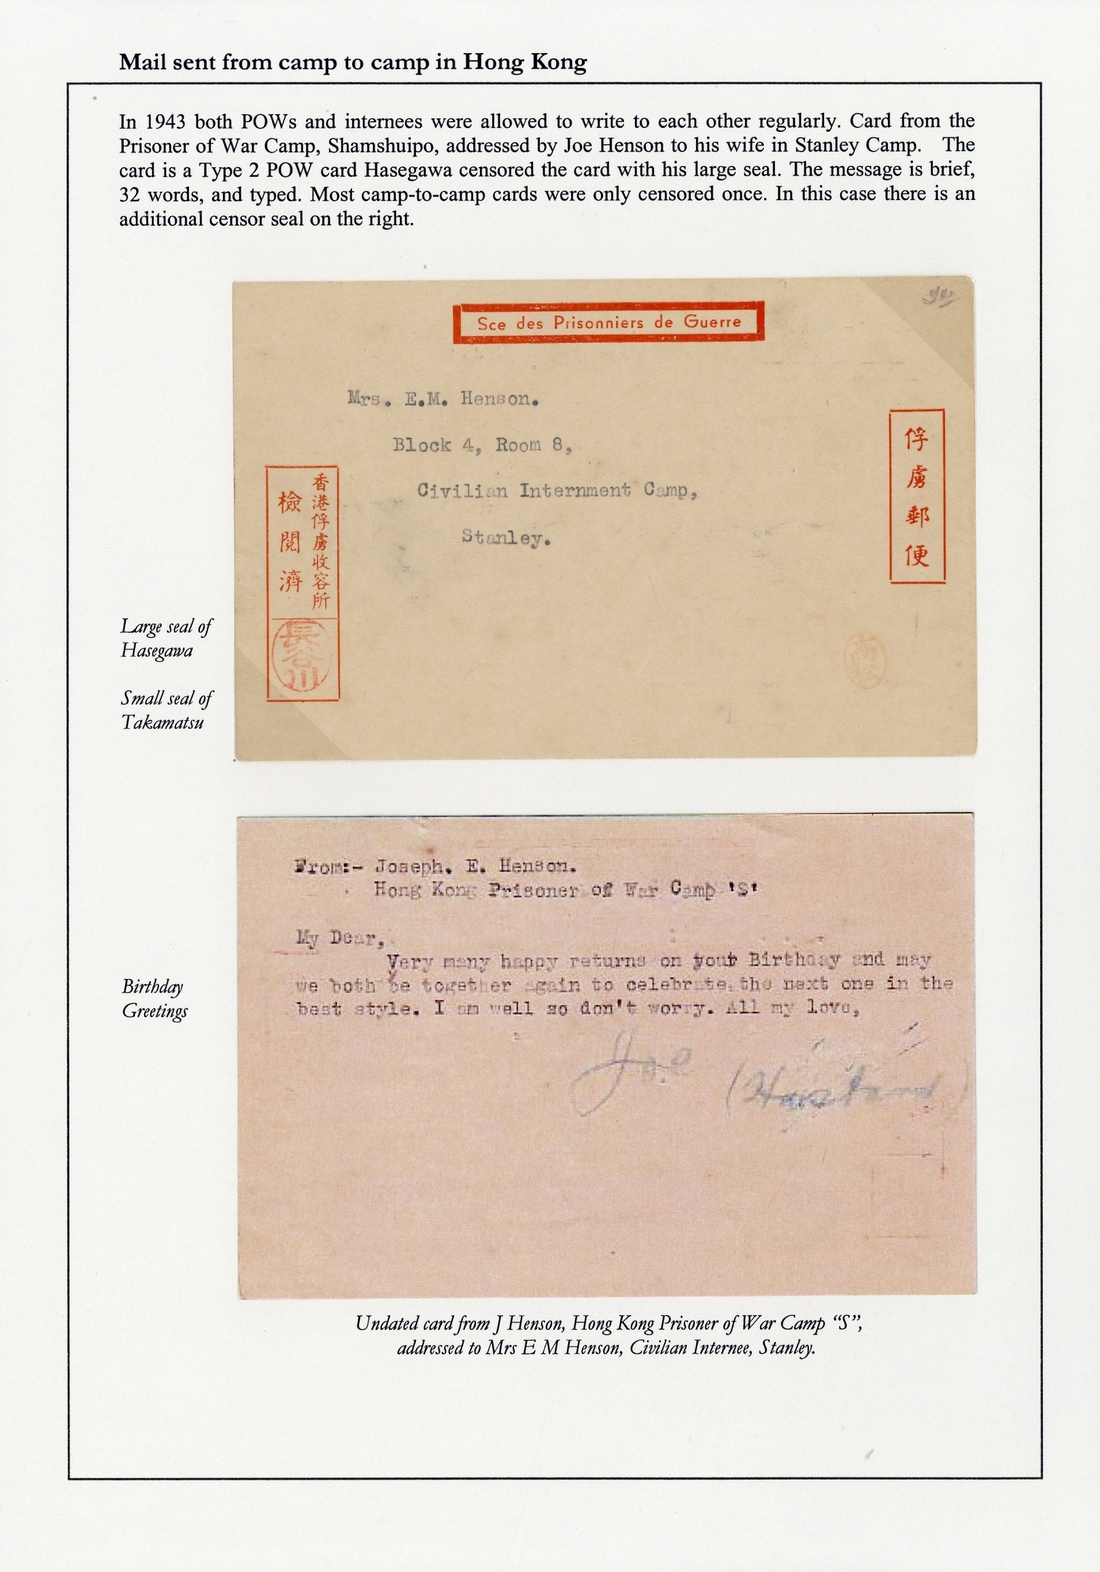 Mail sent from camp to camp in Hong Kong
In 1943 both POWs and internees were allowed to write to each other regularly. Card from the
Prisoner of War Camp, Shamshuipo, addressed by Joe Henson to his wife in Stanley Camp. The
card is a Type 2 POW card Hasegawa censored the card with his large seal. The message is brief,
32 words, and typed. Most camp-to-camp cards were only censored once. In this case there is an
additional censor seal on the right.
Sce des Prisonniers de Guerre
Mrs. E.M. Henson.
Block 4, Room 8,
Civilian Internment Camp,
Stanley.
俘虜郵便
香港俘虜收容所
檢閱濟
長谷川
Large seal of
Hasegawa
Small seal of
Takamatsu
From:- Joseph. E. Henson.
Hong Kong Prisoner of War Camp 'S'
My Dear,
Very many happy returns on your Birthday and may
we both be together again to celebrate the next one in the
best style. I am well so don't worry. All my love,
Joe
(Husband)
Birthday
Greetings
Undated card from J Henson, Hong Kong Prisoner of War Camp “S”,
addressed to Mrs E M Henson, Civilian Internee, Stanley.